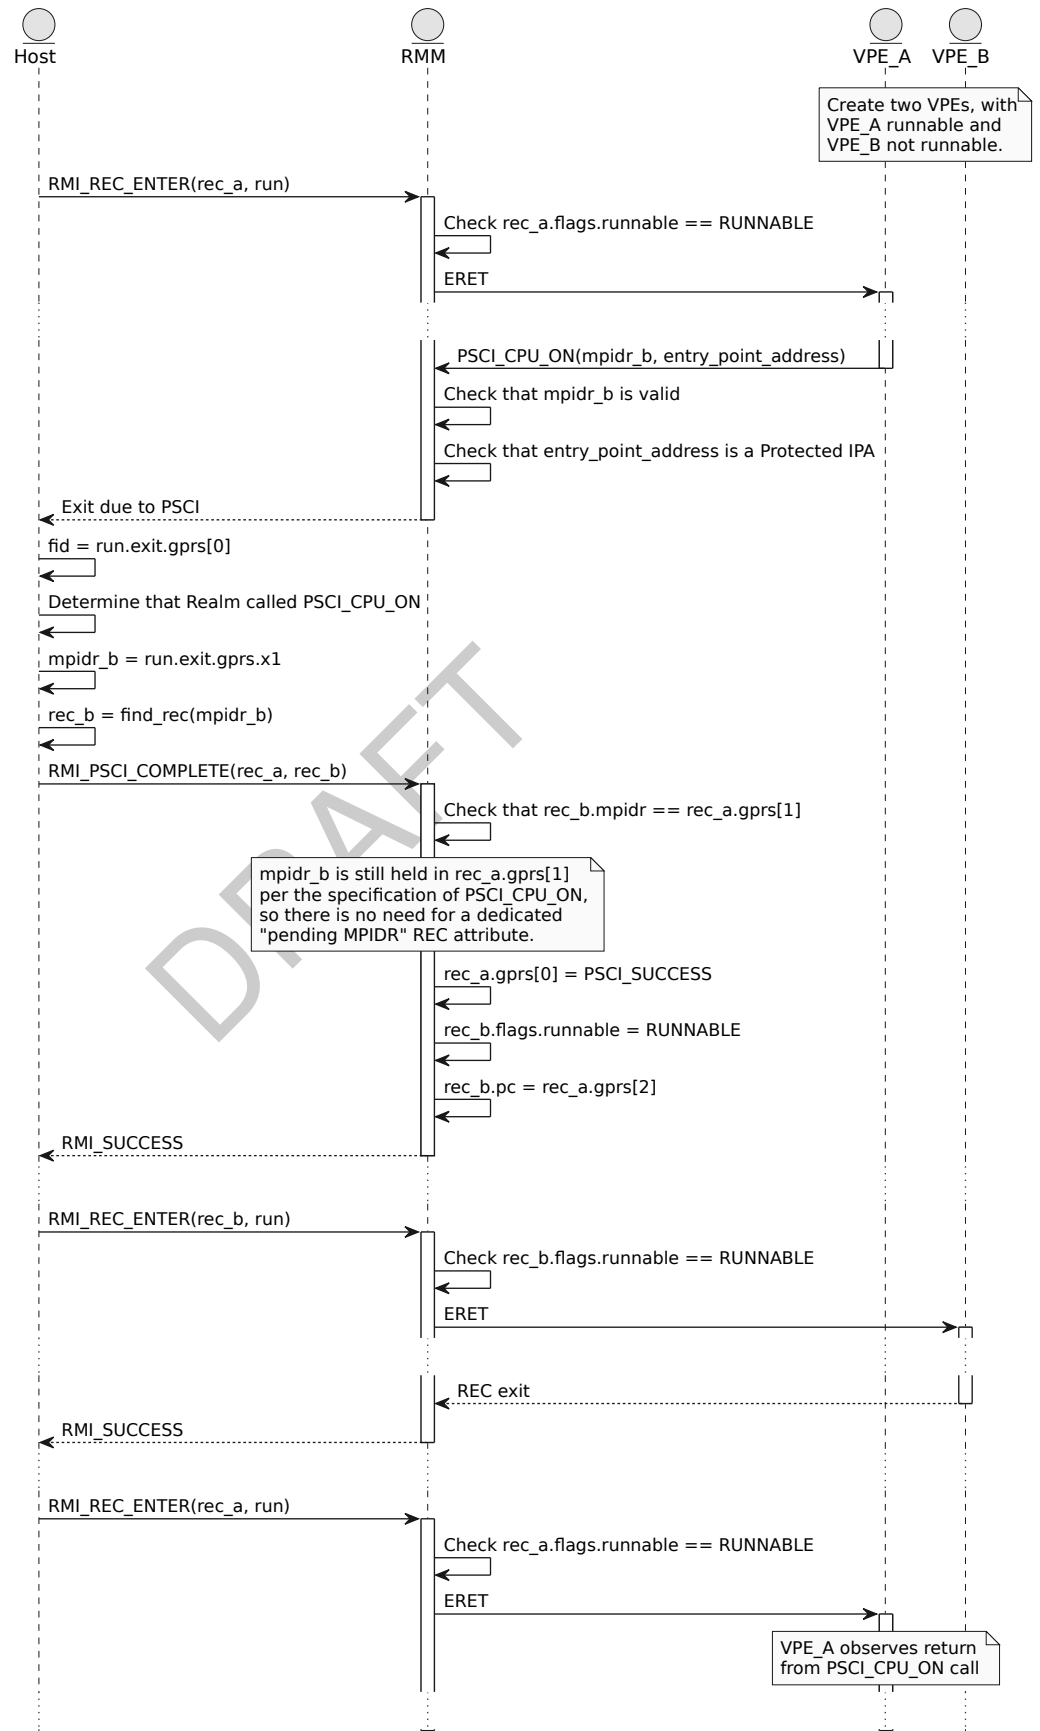 Host
RMM
VPE_A
VPE_B
Create two VPEs, with
VPE_A runnable and
VPE_B not runnable.
RMI_REC_ENTER(rec_a, run)
Check rec_a.flags.runnable == RUNNABLE
ERET
PSCI_CPU_ON(mpidr_b, entry_point_address)
Check that mpidr_b is valid
Check that entry_point_address is a Protected IPA
Exit due to PSCI
fid = run.exit.gprs[0]
Determine that Realm called PSCI_CPU_ON
mpidr_b = run.exit.gprs.x1
rec_b = find_rec(mpidr_b)
RMI_PSCI_COMPLETE(rec_a, rec_b)
Check that rec_b.mpidr == rec_a.gprs[1]
mpidr_b is still held in rec_a.gprs[1]
per the specification of PSCI_CPU_ON,
so there is no need for a dedicated
"pending MPIDR" REC attribute.
rec_a.gprs[0] = PSCI_SUCCESS
rec_b.flags.runnable = RUNNABLE
rec_b.pc = rec_a.gprs[2]
RMI_SUCCESS
RMI_REC_ENTER(rec_b, run)
Check rec_b.flags.runnable == RUNNABLE
ERET
REC exit
RMI_SUCCESS
RMI_REC_ENTER(rec_a, run)
Check rec_a.flags.runnable == RUNNABLE
ERET
VPE_A observes return
from PSCI_CPU_ON call
DRAFT